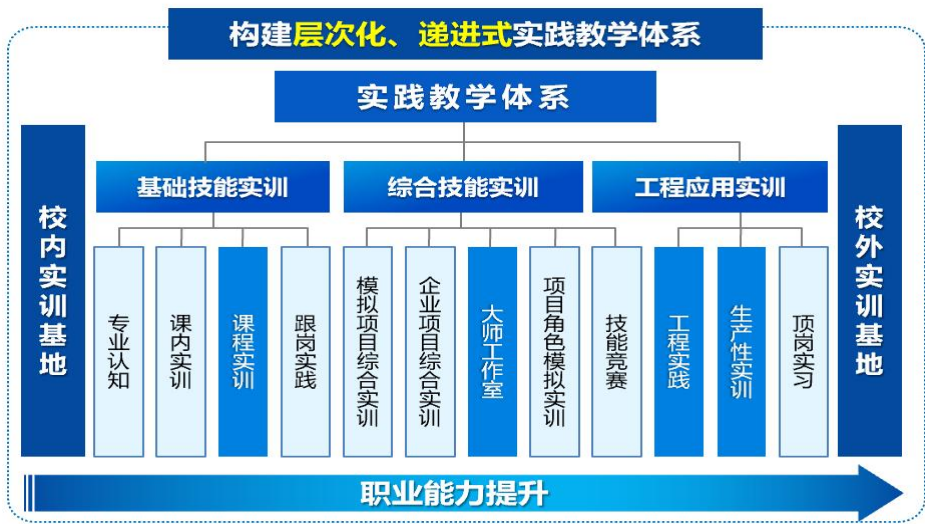 构建层次化、递进式实践教学体系
实践教学体系
校内实训基地
基础技能实训
综合技能实训
工程应用实训
校外实训基地
专业认知
课内实训
课程实训
跟岗实践
模拟项目综合实训
企业项目综合实训
大师工作室
项目角色模拟实训
技能竞赛
工程实践
生产性实训
顶岗实习
职业能力提升